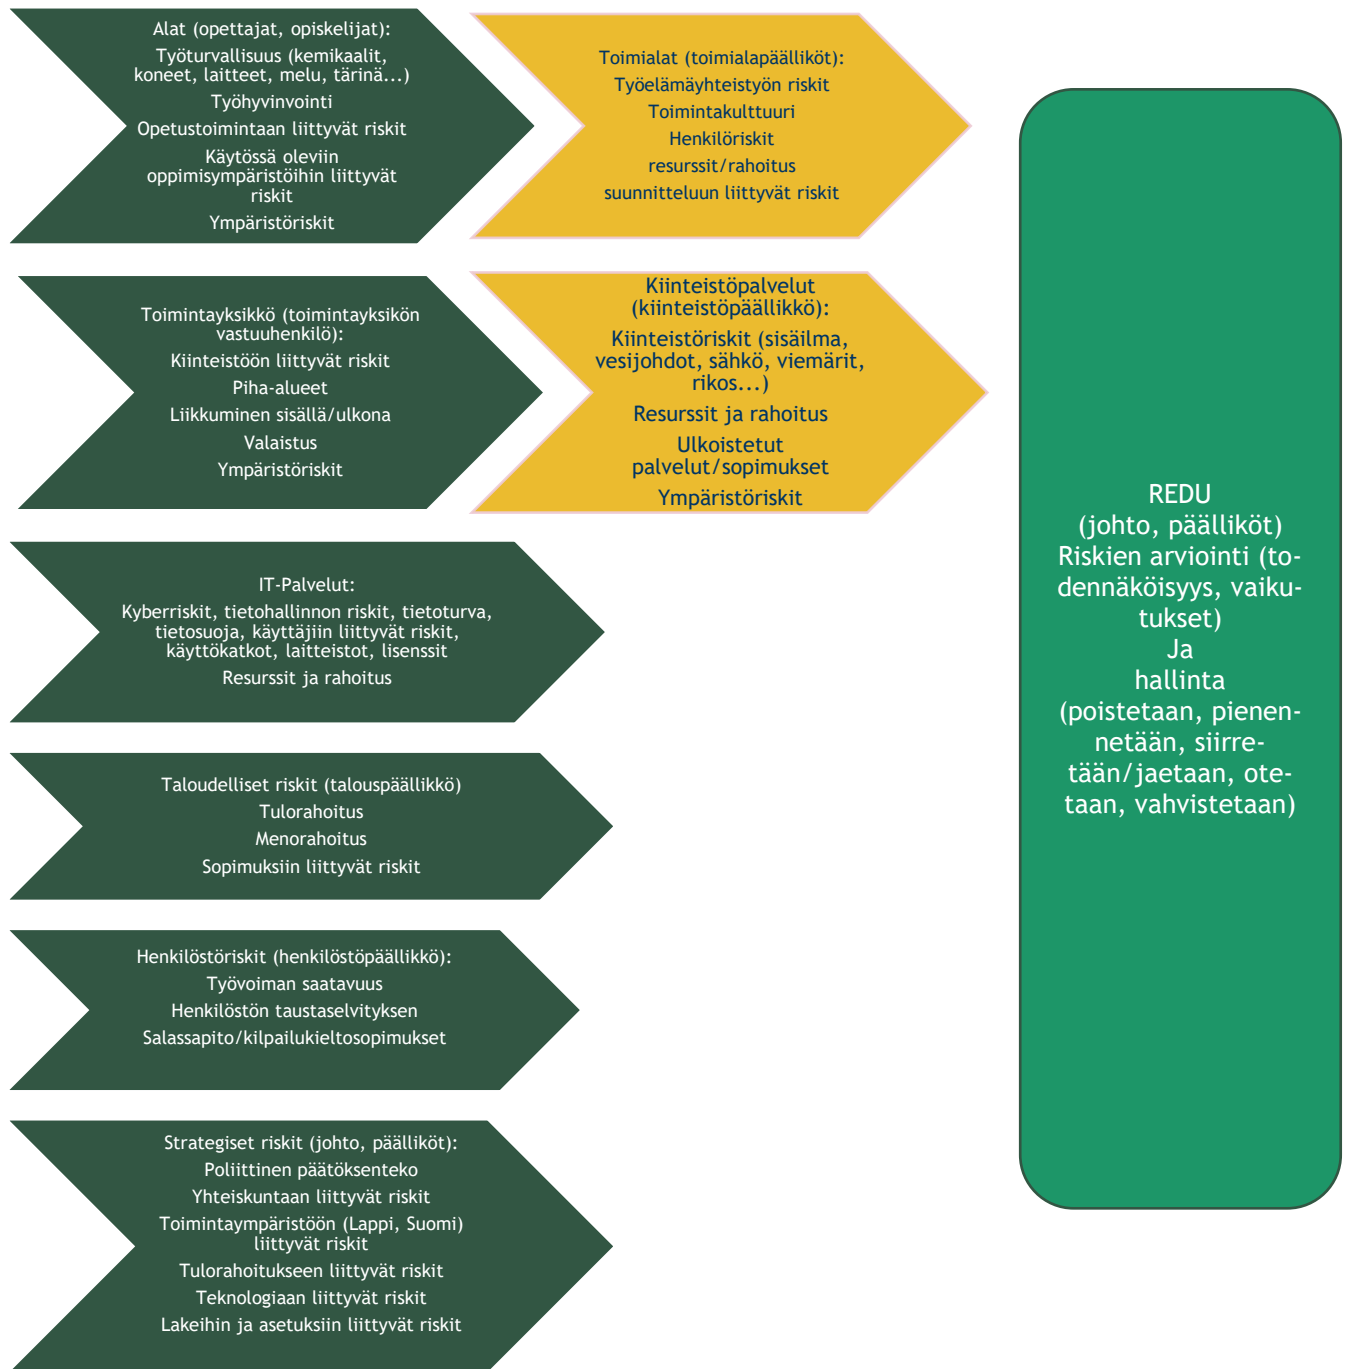 Alat (opettajat, opiskelijat):
Työturvallisuus (kemikaalit,
koneet, laitteet, melu, tärinä...)
Työhyvinvointi
Opetustoimintaan liittyvät riskit
Käytössä oleviin
oppimisympäristöihin liittyvät
riskit
Ympäristöriskit
Toimialat (toimialapäälliköt):
Työelämäyhteistyön riskit
Toimintakulttuuri
Henkilöriskit
resurssit/rahoitus
suunnitteluun liittyvät riskit
Toimintayksikkö (toimintayksikön
vastuuhenkilö):
Kiinteistöön liittyvät riskit
Piha-alueet
Liikkuminen sisällä/ulkona
Valaistus
Ympäristöriskit
Kiinteistöpalvelut
(kiinteistöpäällikkö):
Kiinteistöriskit (sisäilma,
vesijohdot, sähkö, viemärit,
rikos...)
Resurssit ja rahoitus
Ulkoistetut
palvelut/sopimukset
Ympäristöriskit
IT-Palvelut:
Kyberriskit, tietohallinnon riskit, tietoturva,
tietosuoja, käyttäjiin liittyvät riskit,
käyttökatkot, laitteistot, lisenssit
Resurssit ja rahoitus
Taloudelliset riskit (talouspäällikkö)
Tulorahoitus
Menorahoitus
Sopimuksiin liittyvät riskit
Henkilöstöriskit (henkilöstöpäällikkö):
Työvoiman saatavuus
Henkilöstön taustaselvityksen
Salassapito/kilpailukieltosopimukset
Strategiset riskit (johto, päälliköt):
Poliittinen päätöksenteko
Yhteiskuntaan liittyvät riskit
Toimintaympäristöön (Lappi, Suomi)
liittyvät riskit
Tulorahoitukseen liittyvät riskit
Teknologiaan liittyvät riskit
Lakeihin ja asetuksiin liittyvät riskit
REDU
(johto, päälliköt)
Riskien arviointi (to-
dennäköisyys, vaiku-
tukset)
Ja
hallinta
(poistetaan, pienen-
netään, siirre-
tään/jaetaan, ote-
taan, vahvistetaan)